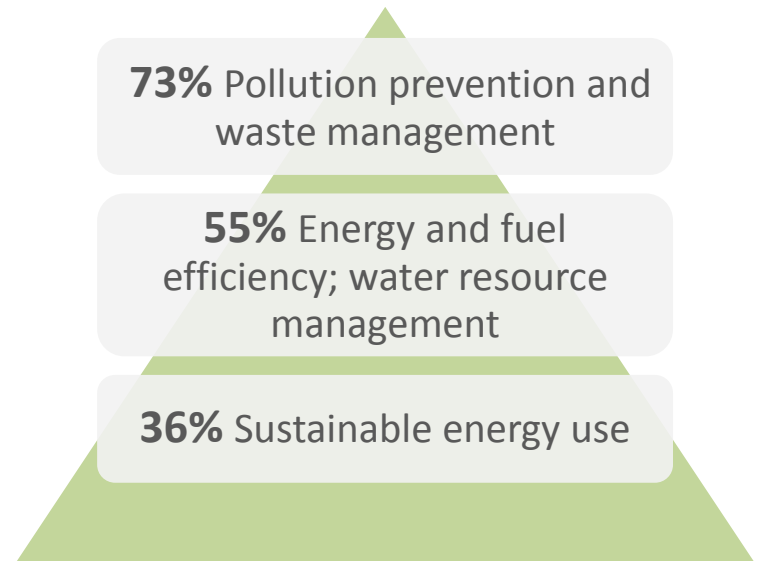 73% Pollution prevention and
waste management
55% Energy and fuel
efficiency; water resource
management
36% Sustainable energy use